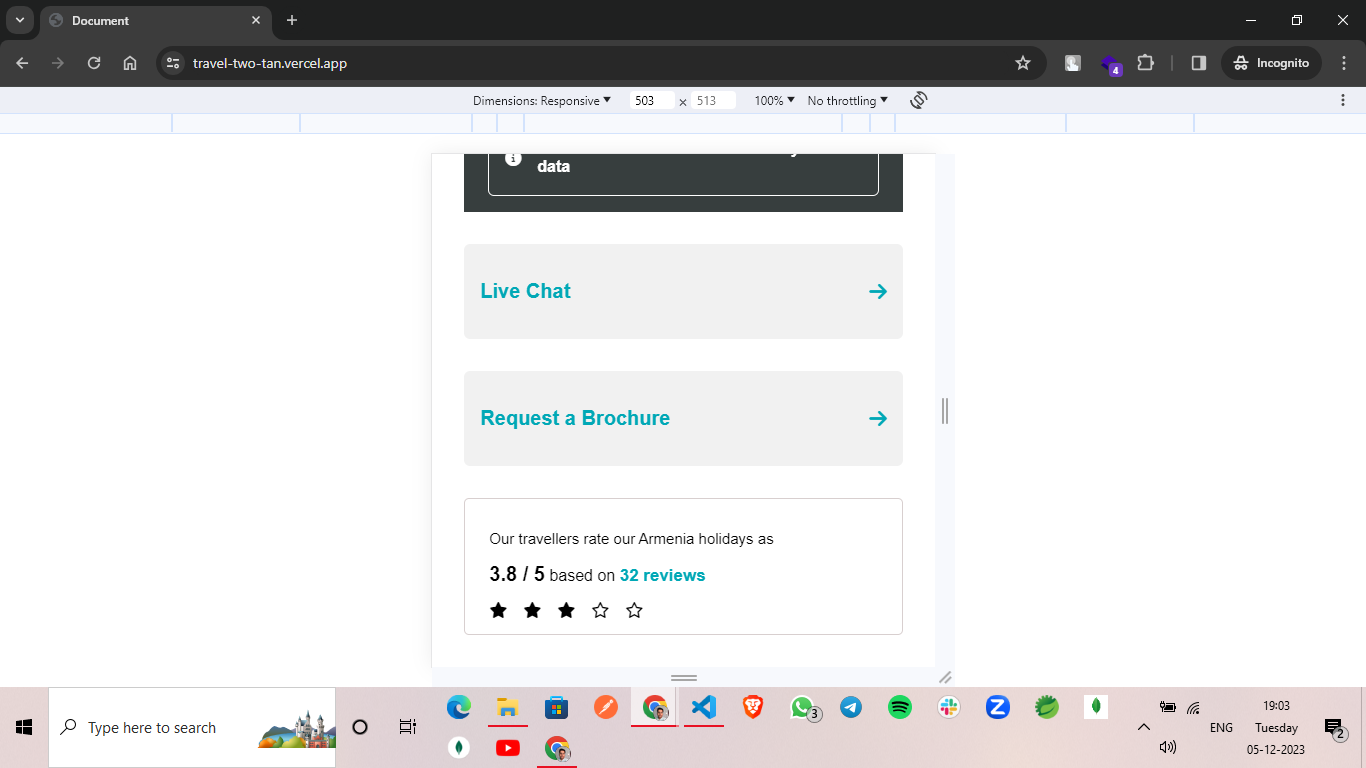 Document
travel-two-tan.vercel.app
4
Incognito
Dimensions: Responsive
503 × 513
100%
No throttling
data
Live Chat
Request a Brochure
Our travellers rate our Armenia holidays as
3.8 / 5 based on 32 reviews
Type here to search
3
ENG
19:03
Tuesday
05-12-2023
2